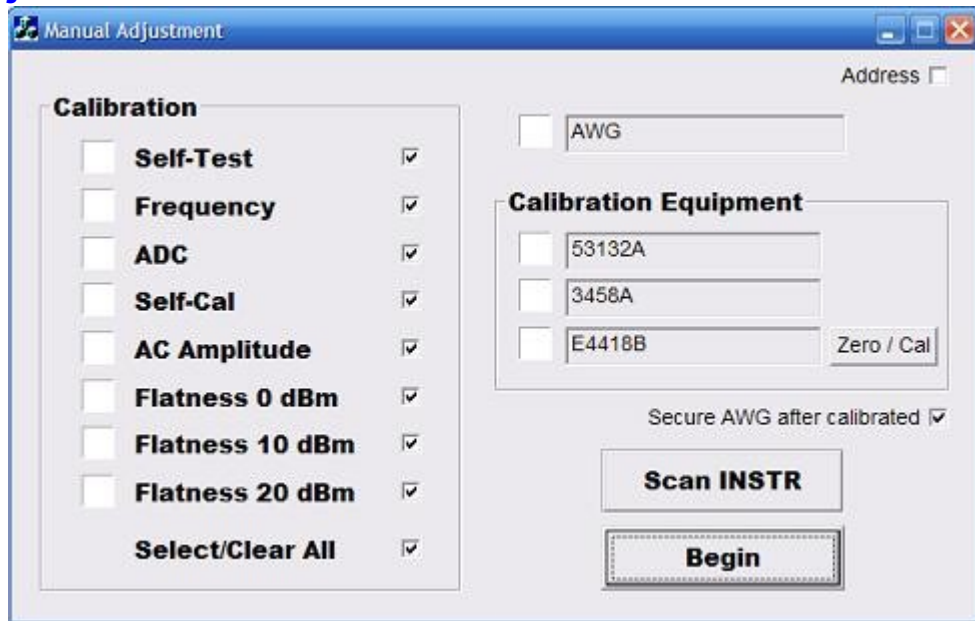 Manual Adjustment
Address
Calibration
Self-Test
Frequency
ADC
Self-Cal
AC Amplitude
Flatness 0 dBm
Flatness 10 dBm
Flatness 20 dBm
Select/Clear All
AWG
Calibration Equipment
53132A
3458A
E4418B
Zero / Cal
Secure AWG after calibrated
Scan INSTR
Begin